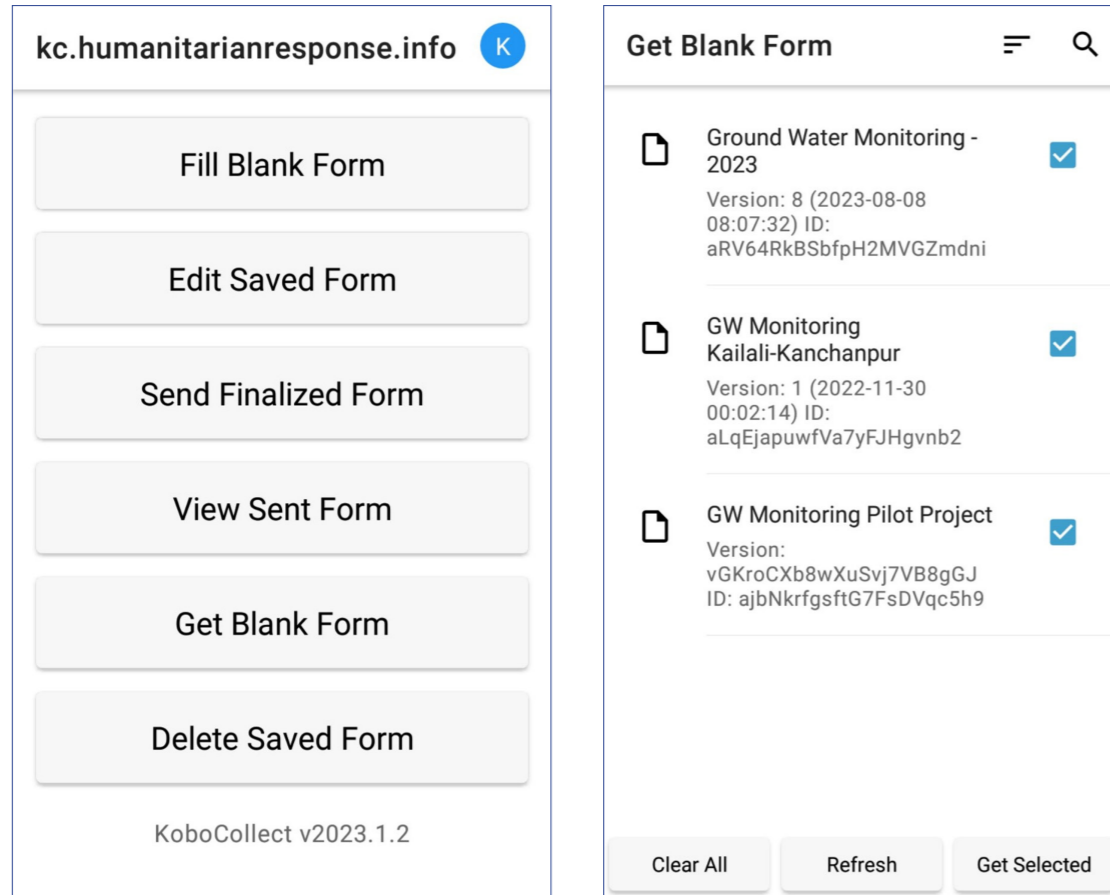 kc.humanitarianresponse.info
K
Fill Blank Form
Edit Saved Form
Send Finalized Form
View Sent Form
Get Blank Form
Delete Saved Form
KoboCollect v2023.1.2
Get Blank Form
Ground Water Monitoring -
2023
Version: 8 (2023-08-08
08:07:32) ID:
aRV64RkBSbfpH2MVGZmdni
GW Monitoring
Kailali-Kanchanpur
Version: 1 (2022-11-30
00:02:14) ID:
aLqEjapuwfVa7yFJHgvnb2
GW Monitoring Pilot Project
Version:
vGKroCXb8wXuSvj7VB8gGJ
ID: ajbNkrfgsftG7FsDVqc5h9
Clear All
Refresh
Get Selected